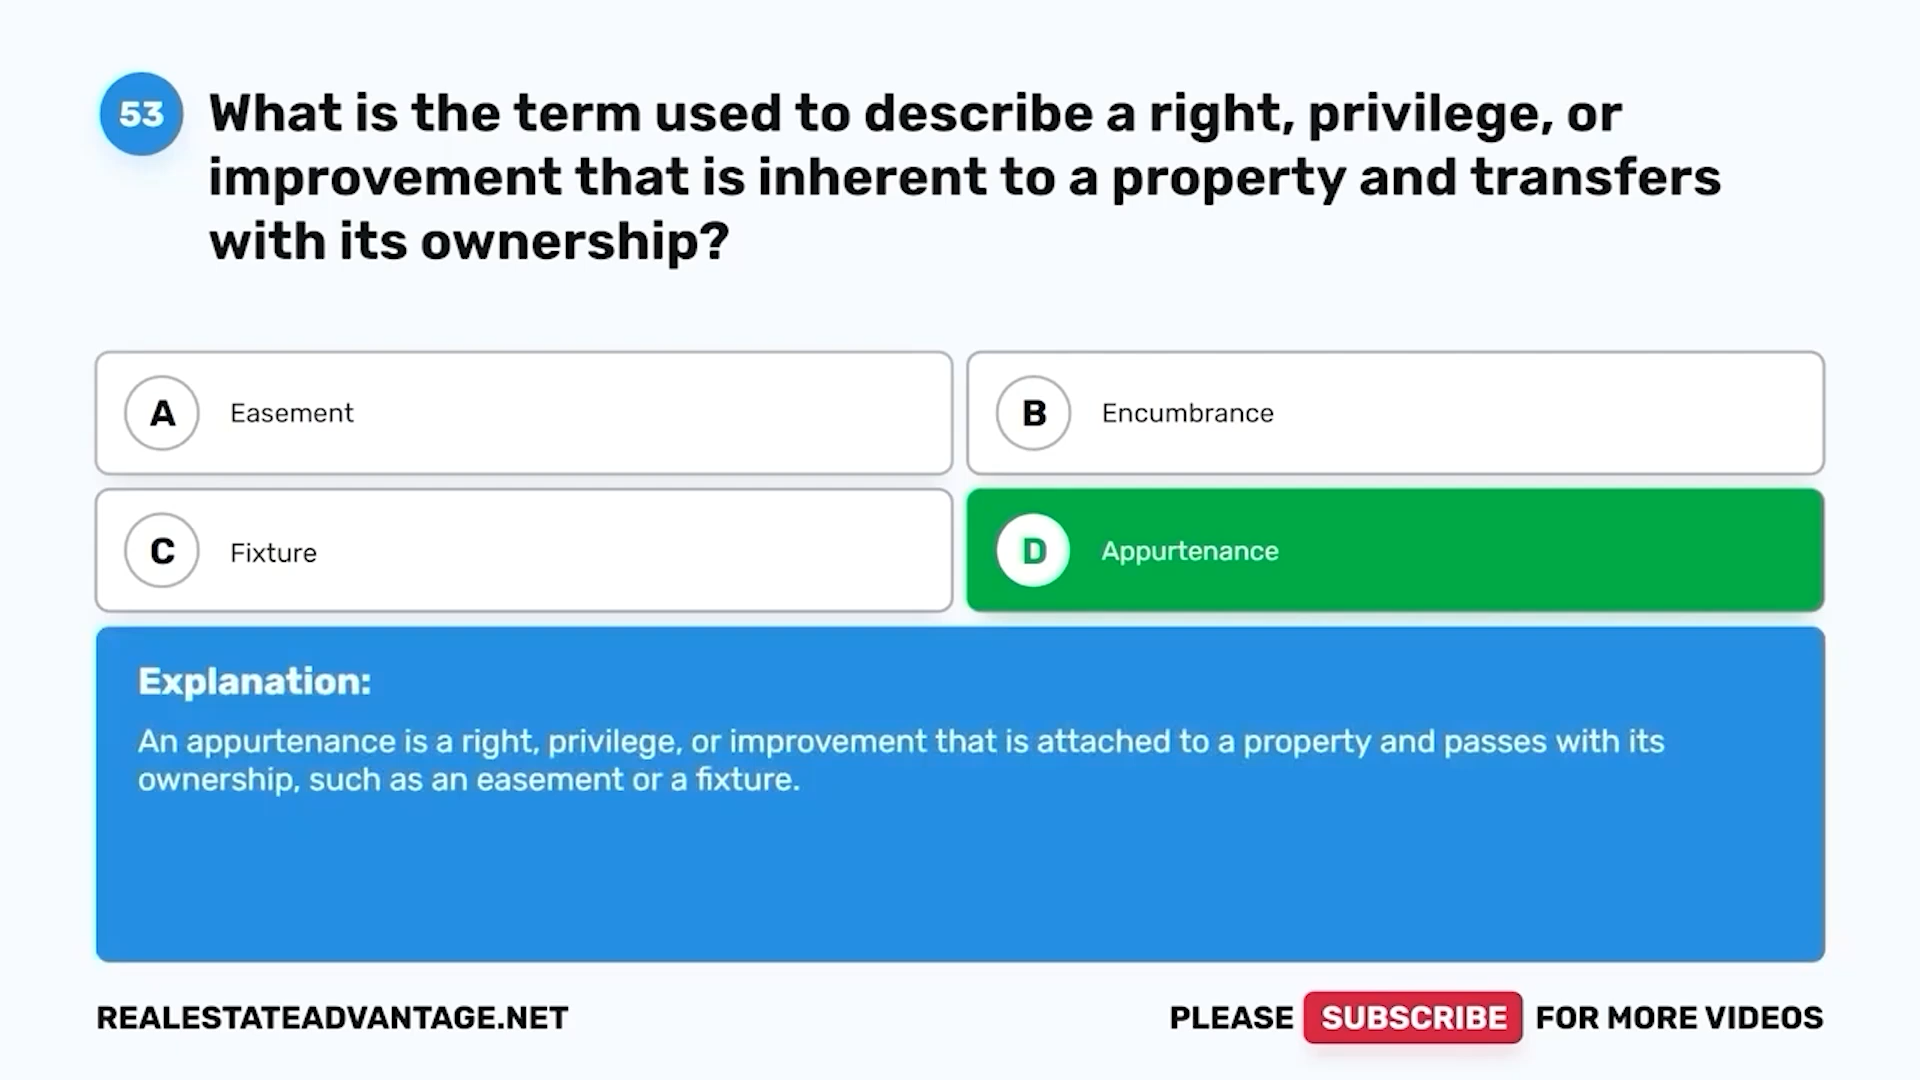 53
What is the term used to describe a right, privilege, or
improvement that is inherent to a property and transfers
with its ownership?
A Easement
B Encumbrance
C Fixture
D Appurtenance
Explanation:
An appurtenance is a right, privilege, or improvement that is attached to a property and passes with its
ownership, such as an easement or a fixture.
REALESTATEADVANTAGE.NET
PLEASE SUBSCRIBE FOR MORE VIDEOS